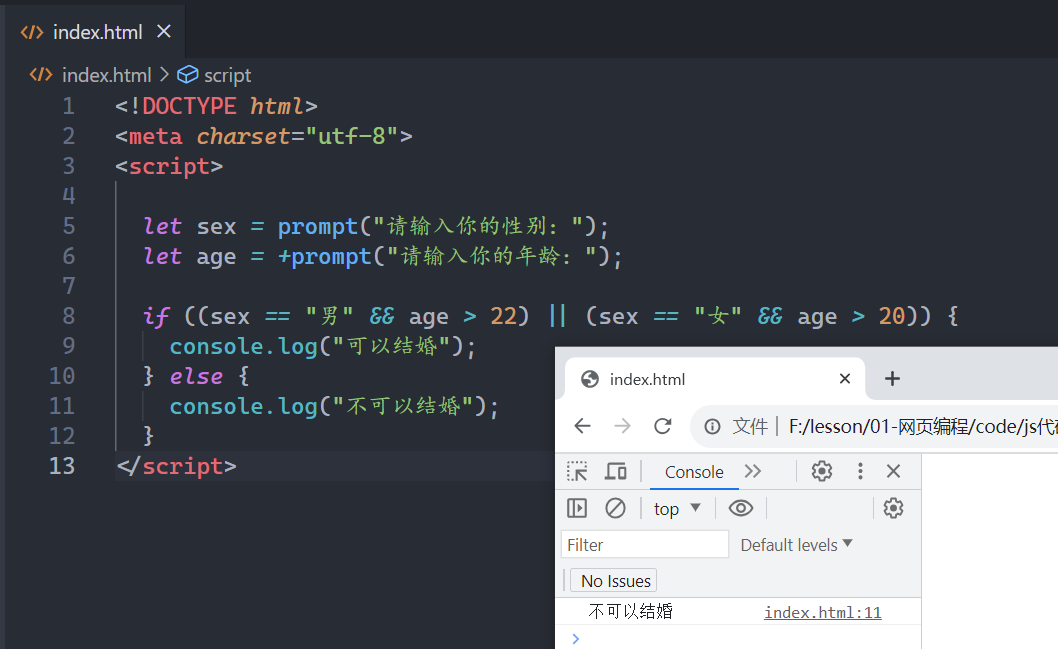 index.html
index.html > script
1 <!DOCTYPE html>
2 <meta charset="utf-8">
3 <script>
4
5 let sex = prompt("请输入你的性别：");
6 let age = +prompt("请输入你的年龄：");
7
8 if ((sex == "男" && age > 22) || (sex == "女" && age > 20)) {
9 console.log("可以结婚");
10 } else {
11 console.log("不可以结婚");
12 }
13 </script>
index.html
文件 F:/lesson/01-网页编程/code/js代
Console
top
Filter Default levels
No Issues
不可以结婚 index.html:11